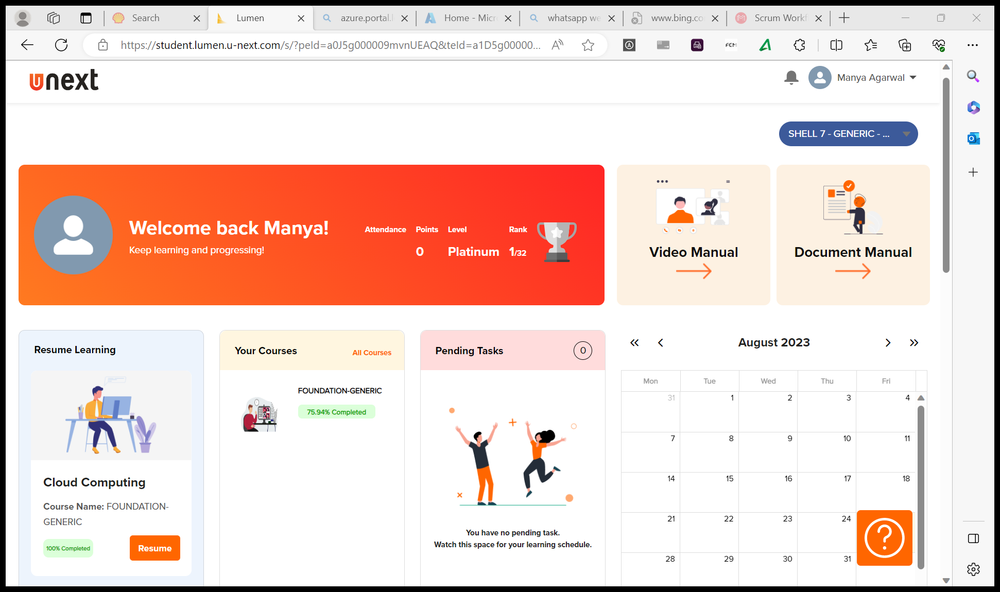 Search
Lumen
azure.portal.
Home - Micr
whatsapp we
www.bing.co
Scrum Workf
https://student.lumen.u-next.com/s/?peId=a0J5g000009mvnUEAQ&teId=a1D5g00000...
FCM
unext
Manya Agarwal
SHELL 7 - GENERIC - ...
Welcome back Manya!
Keep learning and progressing!
Attendance Points Level Rank
0 Platinum 1/32
Video Manual
Document Manual
Resume Learning
Cloud Computing
Course Name: FOUNDATION-
GENERIC
100% Completed
Resume
Your Courses
All Courses
FOUNDATION-GENERIC
75.94% Completed
Pending Tasks
0
You have no pending task.
Watch this space for your learning schedule.
August 2023
Mon Tue Wed Thu Fri
31 1 2 3 4
7 8 9 10 11
14 15 16 17 18
21 22 23 24
28 29 30 31